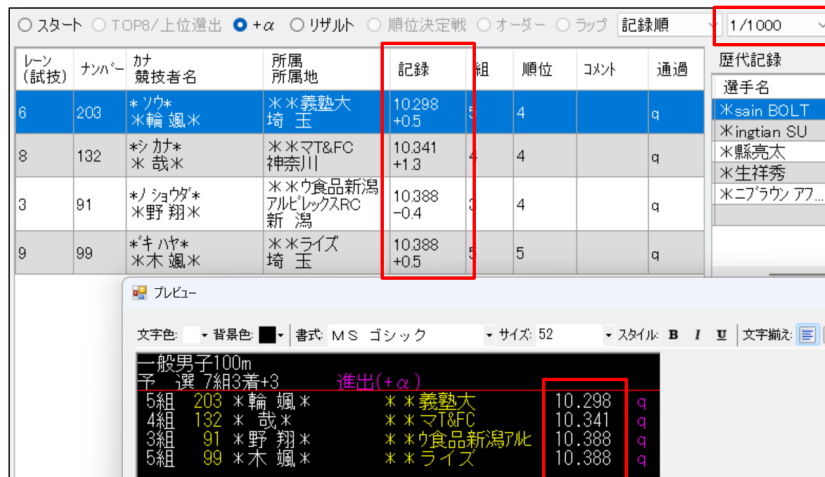 スタート TOP8/上位選出 +α リザルト 順位決定戦 オーダー ラップ 記録順 1/1000
レーン(試技) ナンバー カナ 競技者名 所属 所属地 記録 組 順位 コメント 通過
6 203 *ソウ* *輪 颯* **義塾大 埼玉 10.298 +0.5 5 4 q
8 132 *シ カナ* * 哉* **マT&FC 神奈川 10.341 +1.3 4 4 q
3 91 *ノ ショウダ* *野 翔* **ウ食品新潟アルビレックスRC 新潟 10.388 -0.4 3 4 q
9 99 *ギ ハヤ* *木 颯* **ライズ 埼玉 10.388 +0.5 5 5 q
歴代記録
選手名
*sain BOLT
*ingtian SU
*縣亮太
*生祥秀
*ニブラウン アフ...
プレビュー
文字色: 背景色: 書式: MS ゴシック サイズ: 52 スタイル: B I U 文字揃え:
一般男子100m
予 選 7組3着+3 進出(+α)
5組 203 *輪 颯* **義塾大 10.298 q
4組 132 * 哉* **マT&FC 10.341 q
3組 91 *野 翔* **ウ食品新潟アルビ 10.388 q
5組 99 *木 颯* **ライズ 10.388 q